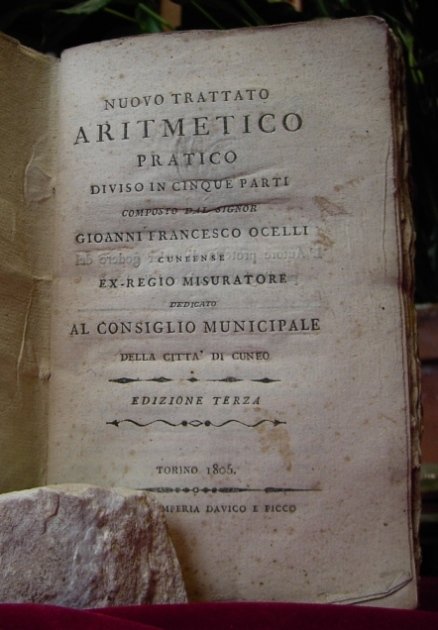 NUOVO TRATTATO
ARITMETICO
PRATICO
DIVISO IN CINQUE PARTI
COMPOSTO DAL SIGNOR
GIOANNI FRANCESCO OCELLI
CUNEENSE
EX-REGIO MISURATORE
DEDICATO
AL CONSIGLIO MUNICIPALE
DELLA CITTA' DI CUNEO
EDIZIONE TERZA
TORINO 1805.
DAVICO E PICCO